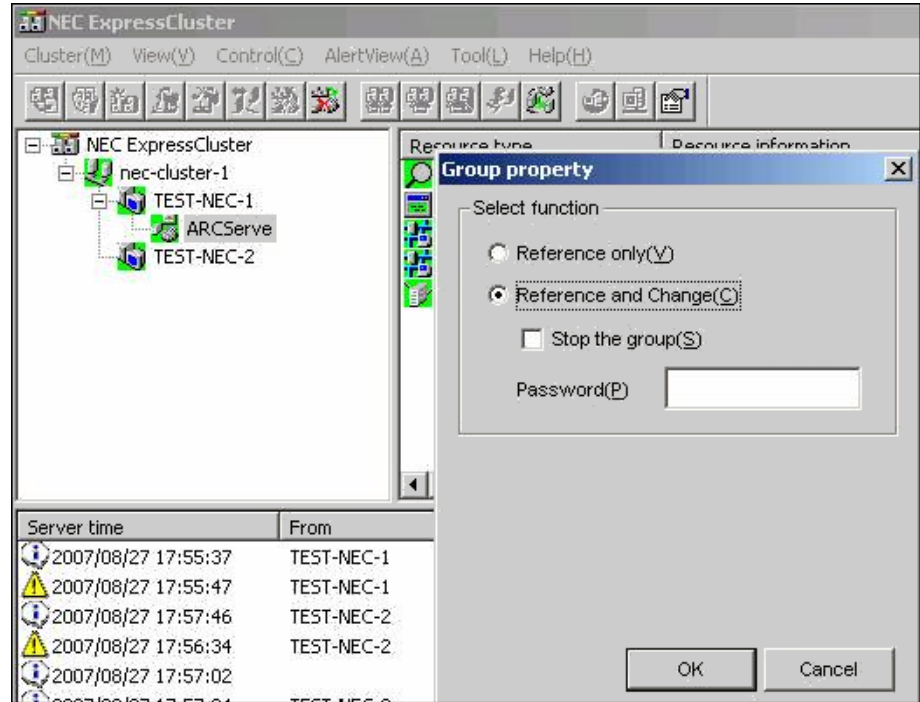 NEC ExpressCluster
Cluster(M) View(V) Control(C) AlertView(A) Tool(L) Help(H)
NEC ExpressCluster
nec-cluster-1
TEST-NEC-1
ARCServe
TEST-NEC-2
Resource type Resource information
Group property
Select function
Reference only(V)
Reference and Change(C)
Stop the group(S)
Password(P)
OK Cancel
Server time From
2007/08/27 17:55:37 TEST-NEC-1
2007/08/27 17:55:47 TEST-NEC-1
2007/08/27 17:57:46 TEST-NEC-2
2007/08/27 17:56:34 TEST-NEC-2
2007/08/27 17:57:02